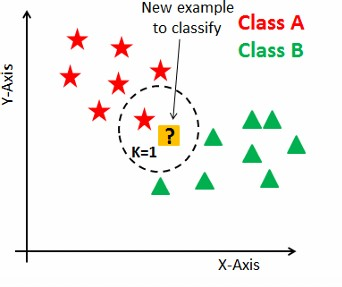 New example
to classify
Class A
Class B
Y-Axis
?
K=1
X-Axis